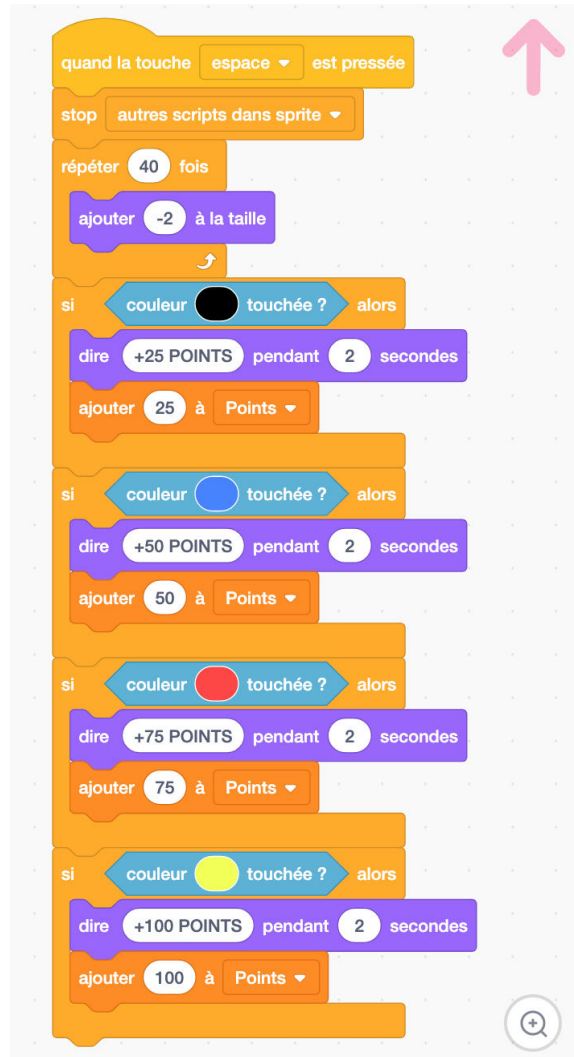 quand la touche espace est pressée
stop autres scripts dans sprite
répéter 40 fois
ajouter -2 à la taille
si couleur touchée ? alors
dire +25 POINTS pendant 2 secondes
ajouter 25 à Points
si couleur touchée ? alors
dire +50 POINTS pendant 2 secondes
ajouter 50 à Points
si couleur touchée ? alors
dire +75 POINTS pendant 2 secondes
ajouter 75 à Points
si couleur touchée ? alors
dire +100 POINTS pendant 2 secondes
ajouter 100 à Points